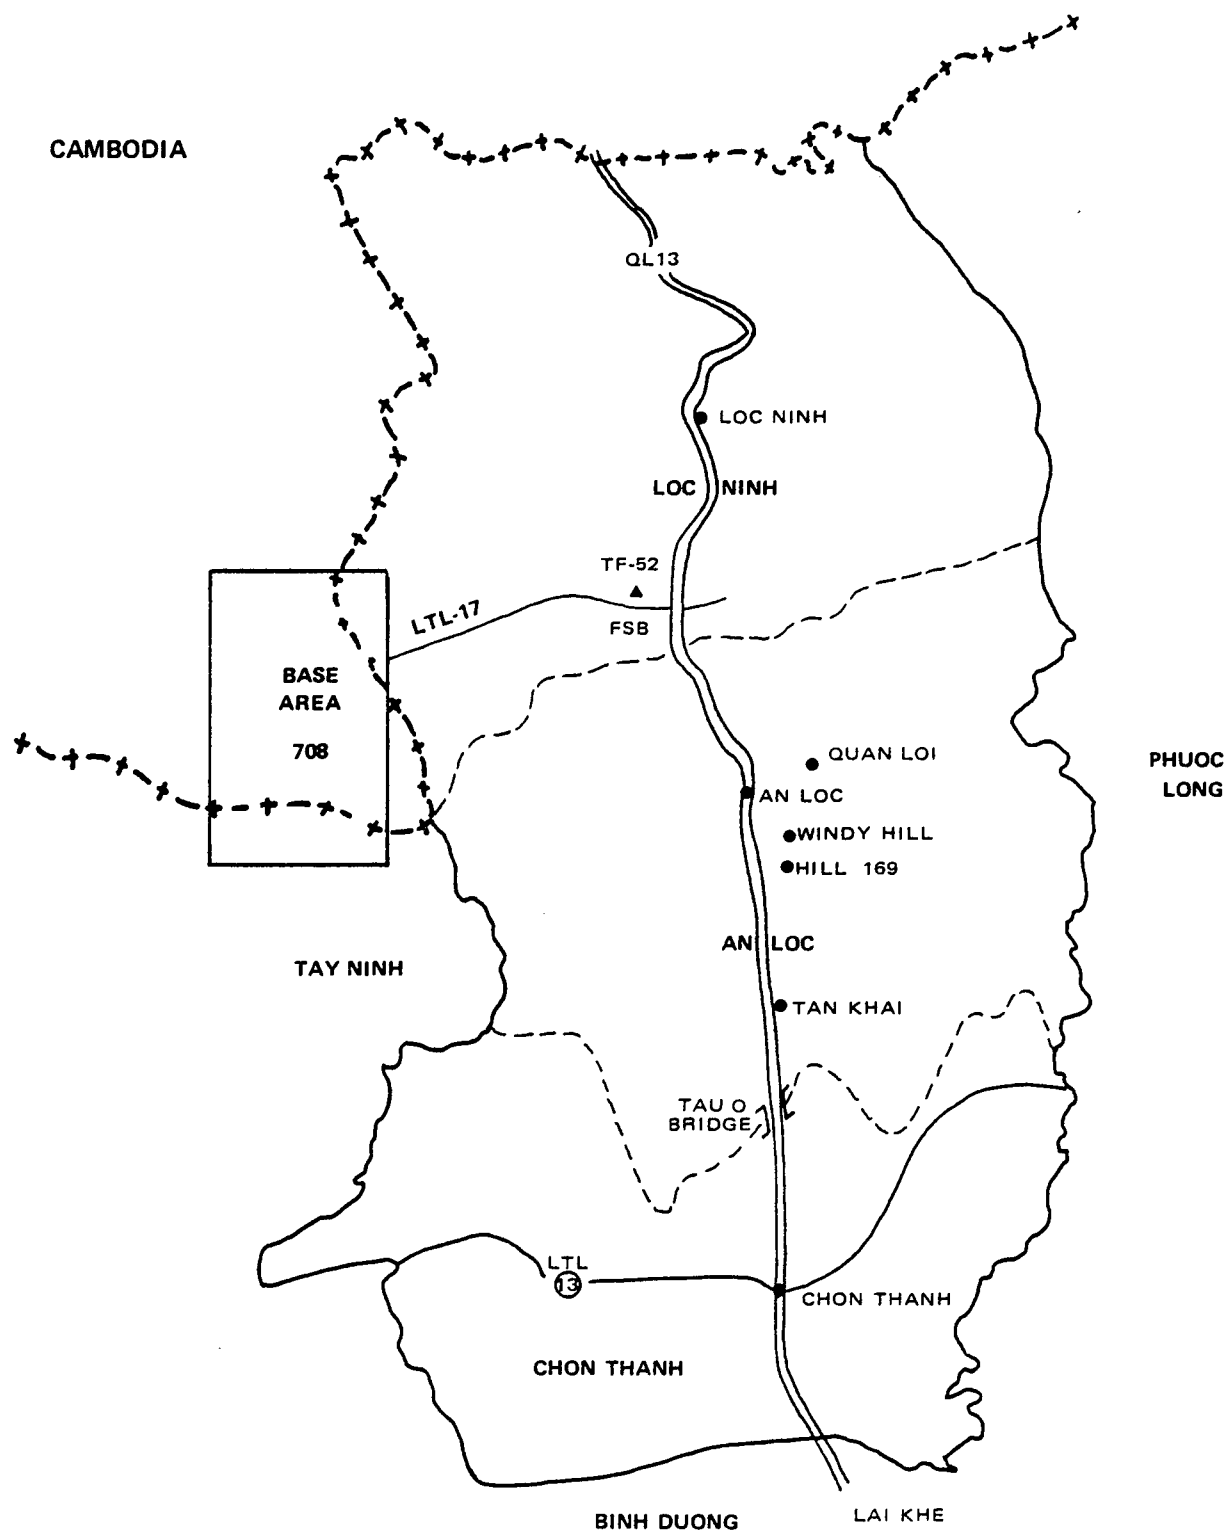 CAMBODIA
QL13
LOC NINH
LOC NINH
TF-52
LTL-17
FSB
BASE
AREA
708
QUAN LOI
PHUOC
LONG
AN LOC
WINDY HILL
HILL 169
AN LOC
TAY NINH
TAN KHAI
TAU O
BRIDGE
LTL
13
CHON THANH
CHON THANH
LAI KHE
BINH DUONG